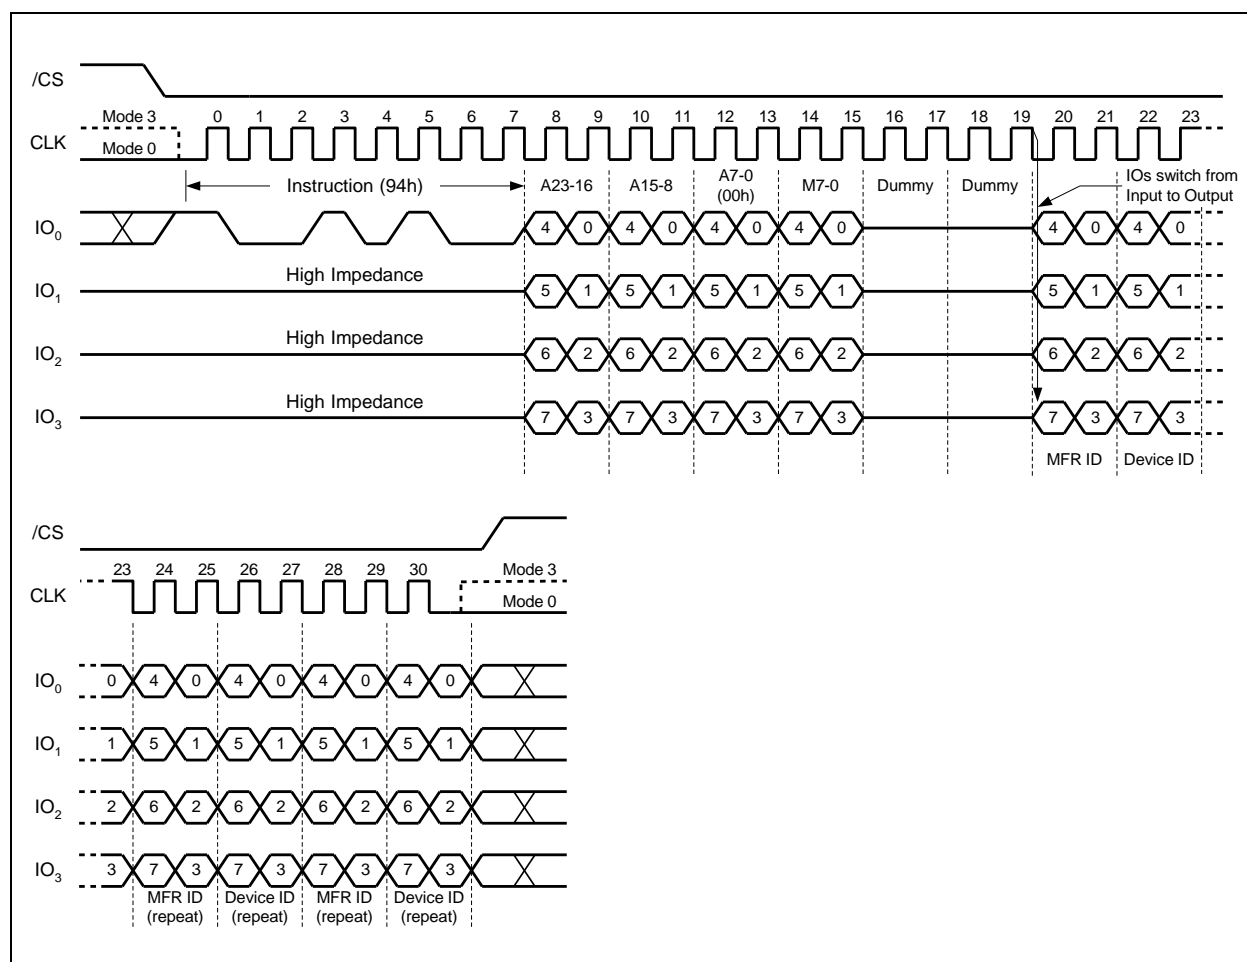 /CS
Mode 3 0 1 2 3 4 5 6 7 8 9 10 11 12 13 14 15 16 17 18 19 20 21 22 23
CLK
Mode 0
Instruction (94h) A23-16 A15-8 A7-0 (00h) M7-0 Dummy Dummy
IOs switch from
Input to Output
IO0 4 0 4 0 4 0 4 0 4 0 4 0
High Impedance
IO1 5 1 5 1 5 1 5 1 5 1 5 1
High Impedance
IO2 6 2 6 2 6 2 6 2 6 2 6 2
High Impedance
IO3 7 3 7 3 7 3 7 3 7 3 7 3
MFR ID Device ID
/CS
23 24 25 26 27 28 29 30 Mode 3
CLK
Mode 0
IO0 0 4 0 4 0 4 0 4 0
IO1 1 5 1 5 1 5 1 5 1
IO2 2 6 2 6 2 6 2 6 2
IO3 3 7 3 7 3 7 3 7 3
MFR ID Device ID MFR ID Device ID
(repeat) (repeat) (repeat) (repeat)